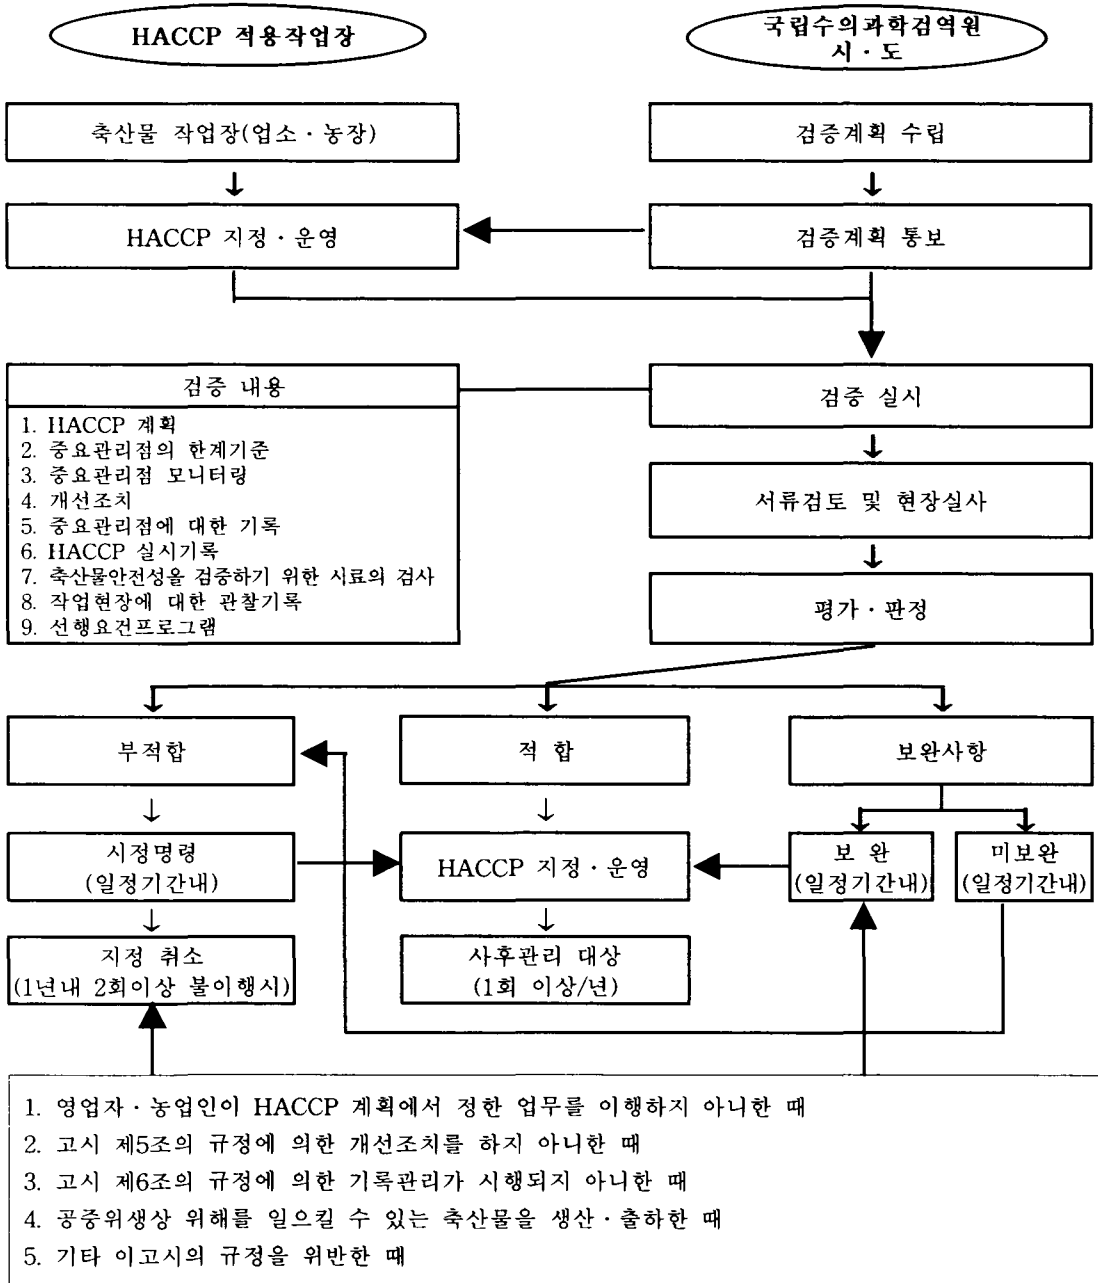 HACCP 적용작업장
국립수의과학검역원
시 · 도
축산물 작업장(업소 · 농장)
검증계획 수립
HACCP 지정 · 운영
검증계획 통보
검증 내용
1. HACCP 계획
2. 중요관리점의 한계기준
3. 중요관리점 모니터링
4. 개선조치
5. 중요관리점에 대한 기록
6. HACCP 실시기록
7. 축산물안전성을 검증하기 위한 시료의 검사
8. 작업현장에 대한 관찰기록
9. 선행요건프로그램
검증 실시
서류검토 및 현장실사
평가 · 판정
부적합
적 합
보완사항
시정명령
(일정기간내)
HACCP 지정 · 운영
보 완
(일정기간내)
미보완
(일정기간내)
지정 취소
(1년내 2회이상 불이행시)
사후관리 대상
(1회 이상/년)
1. 영업자 · 농업인이 HACCP 계획에서 정한 업무를 이행하지 아니한 때
2. 고시 제5조의 규정에 의한 개선조치를 하지 아니한 때
3. 고시 제6조의 규정에 의한 기록관리가 시행되지 아니한 때
4. 공중위생상 위해를 일으킬 수 있는 축산물을 생산 · 출하한 때
5. 기타 이고시의 규정을 위반한 때